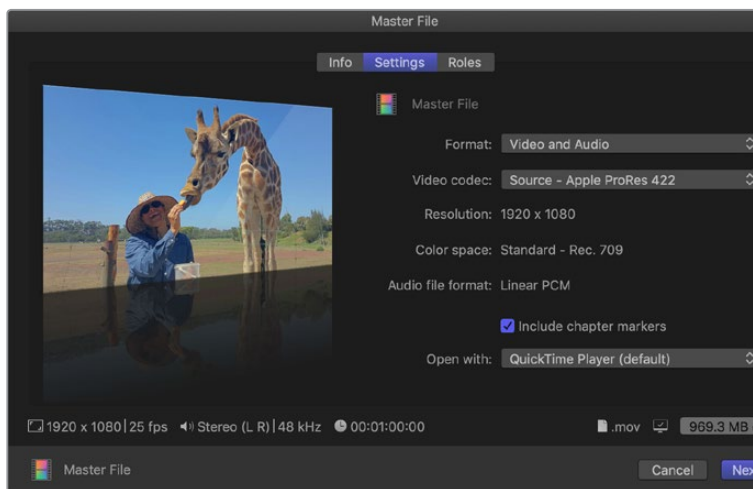 Master File
Info Settings Roles
Master File
Format: Video and Audio
Video codec: Source - Apple ProRes 422
Resolution: 1920 x 1080
Color space: Standard - Rec. 709
Audio file format: Linear PCM
Include chapter markers
Open with: QuickTime Player (default)
1920 x 1080 | 25 fps Stereo (L R) | 48 kHz 00:01:00:00 .mov 969.3 MB
Master File Cancel Nex